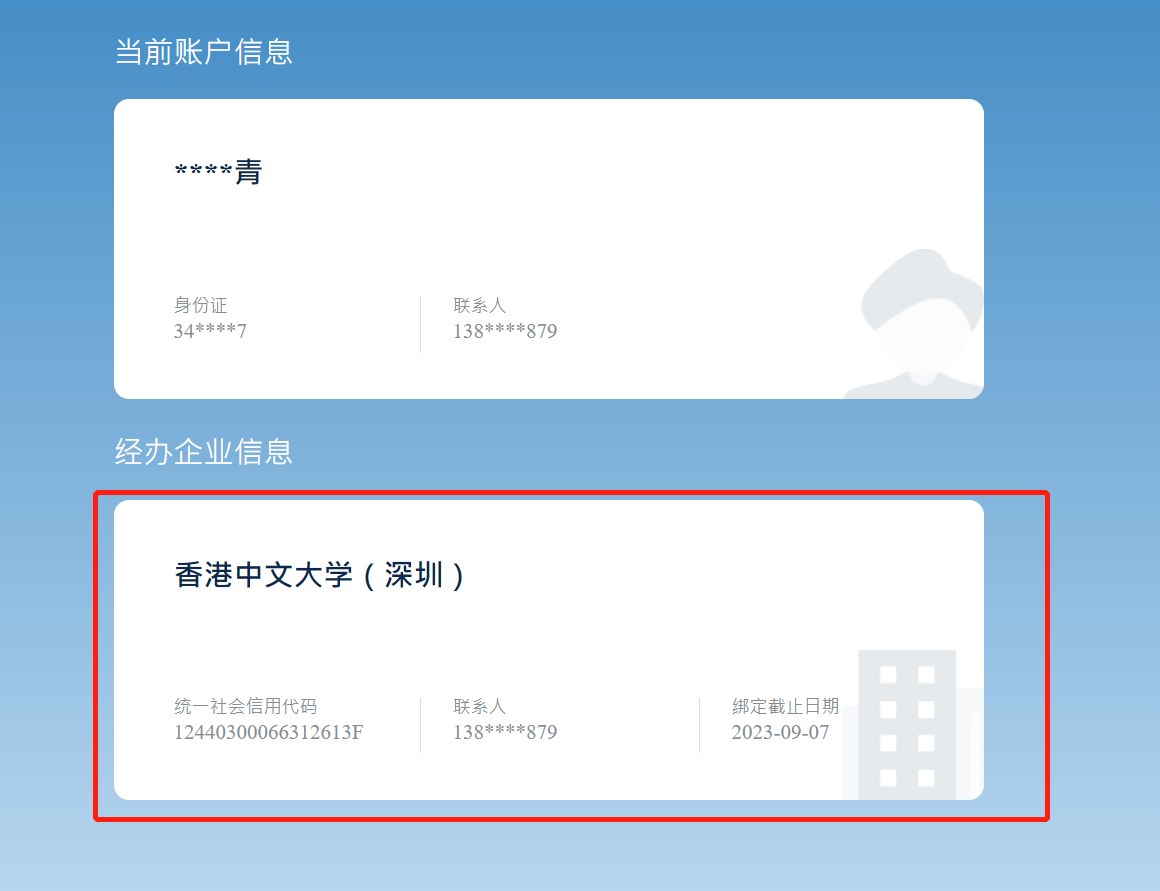 当前账户信息
****青
身份证
34****7
联系人
138****879
经办企业信息
香港中文大学（深圳）
统一社会信用代码
12440300066312613F
联系人
138****879
绑定截止日期
2023-09-07